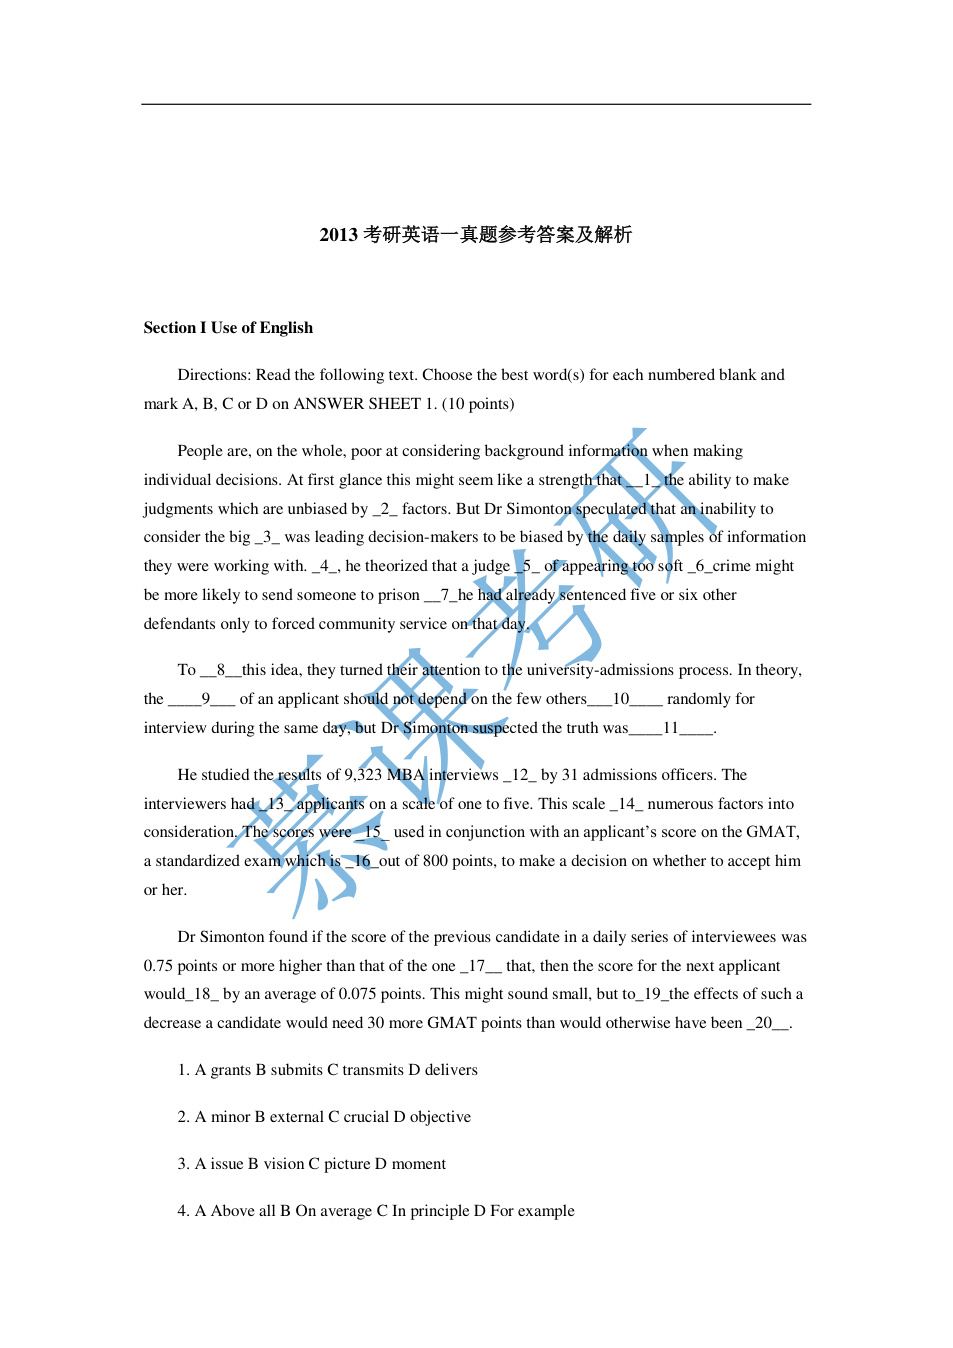 2013 考研英语一真题参考答案及解析
Section I Use of English
Directions: Read the following text. Choose the best word(s) for each numbered blank and
mark A, B, C or D on ANSWER SHEET 1. (10 points)
People are, on the whole, poor at considering background information when making
individual decisions. At first glance this might seem like a strength that __1_ the ability to make
judgments which are unbiased by _2_ factors. But Dr Simonton speculated that an inability to
consider the big _3_ was leading decision-makers to be biased by the daily samples of information
they were working with. _4_, he theorized that a judge _5_ of appearing too soft _6_crime might
be more likely to send someone to prison __7_he had already sentenced five or six other
defendants only to forced community service on that day.
To __8__this idea, they turned their attention to the university-admissions process. In theory,
the ____9___ of an applicant should not depend on the few others___10____ randomly for
interview during the same day, but Dr Simonton suspected the truth was____11____.
He studied the results of 9,323 MBA interviews _12_ by 31 admissions officers. The
interviewers had _13_ applicants on a scale of one to five. This scale _14_ numerous factors into
consideration. The scores were _15_ used in conjunction with an applicant's score on the GMAT,
a standardized exam which is _16_out of 800 points, to make a decision on whether to accept him
or her.
Dr Simonton found if the score of the previous candidate in a daily series of interviewees was
0.75 points or more higher than that of the one _17__ that, then the score for the next applicant
would_18_ by an average of 0.075 points. This might sound small, but to_19_the effects of such a
decrease a candidate would need 30 more GMAT points than would otherwise have been _20__.
1. A grants B submits C transmits D delivers
2. A minor B external C crucial D objective
3. A issue B vision C picture D moment
4. A Above all B On average C In principle D For example
慕课考研